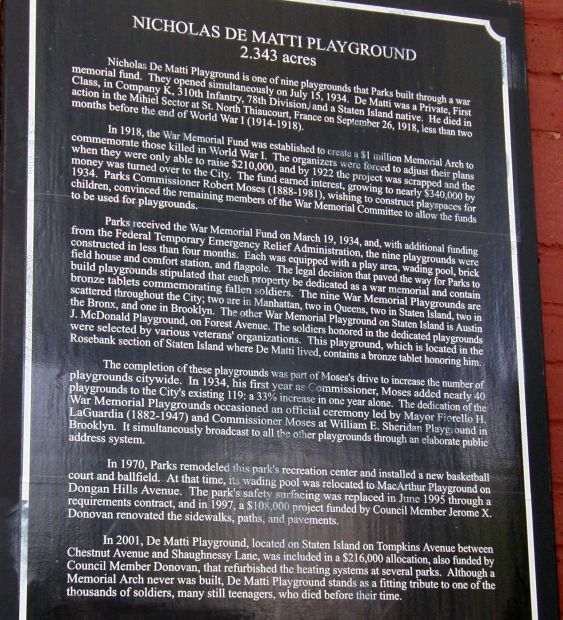 NICHOLAS DE MATTI PLAYGROUND
2.343 acres
Nicholas De Matti Playground is one of nine playgrounds that Parks built through a war
memorial fund. They opened simultaneously on July 15, 1934. De Matti was a Private, First
Class, in Company K, 310th Infantry, 78th Division, and a Staten Island native. He died in
action in the Mihiel Sector at St. North Thiaucourt, France on September 26, 1918, less than two
months before the end of World War I (1914-1918).
In 1918, the War Memorial Fund was established to create a $1 million Memorial Arch to
commemorate those killed in World War I. The organizers were forced to adjust their plans
when they were only able to raise $210,000, and by 1922 the project was scrapped and the
money was turned over to the City. The fund earned interest, growing to nearly $340,000 by
1934. Parks Commissioner Robert Moses (1888-1981), wishing to construct playspaces for
children, convinced the remaining members of the War Memorial Committee to allow the funds
to be used for playgrounds.
Parks received the War Memorial Fund on March 19, 1934, and, with additional funding
from the Federal Temporary Emergency Relief Administration, the nine playgrounds were
constructed in less than four months. Each was equipped with a play area, wading pool, brick
field house and comfort station, and flagpole. The legal decision that paved the way for Parks to
build playgrounds stipulated that each property be dedicated as a war memorial and contain
bronze tablets commemorating fallen soldiers. The nine War Memorial Playgrounds are
scattered throughout the City; two are in Manhattan, two in Queens, two in Staten Island, two in
the Bronx, and one in Brooklyn. The other War Memorial Playground on Staten Island is Austin
J. McDonald Playground, on Forest Avenue. The soldiers honored in the dedicated playgrounds
were selected by various veterans' organizations. This playground, which is located in the
Rosebank section of Staten Island where De Matti lived, contains a bronze tablet honoring him.
The completion of these playgrounds was part of Moses's drive to increase the number of
playgrounds citywide. In 1934, his first year as Commissioner, Moses added nearly 40
playgrounds to the City's existing 119: a 33% increase in one year alone. The dedication of the
War Memorial Playgrounds occasioned an official ceremony led by Mayor Fiorello H.
LaGuardia (1882-1947) and Commissioner Moses at William E. Sheridan Playground in
Brooklyn. It simultaneously broadcast to all the other playgrounds through an elaborate public
address system.
In 1970, Parks remodeled this park's recreation center and installed a new basketball
court and ballfield. At that time, its wading pool was relocated to MacArthur Playground on
Dongan Hills Avenue. The park's safety surfacing was replaced in June 1995 through a
requirements contract, and in 1997, a $108,000 project funded by Council Member Jerome X.
Donovan renovated the sidewalks, paths, and pavements.
In 2001, De Matti Playground, located on Staten Island on Tompkins Avenue between
Chestnut Avenue and Shaughnessy Lane, was included in a $216,000 allocation, also funded by
Council Member Donovan, that refurbished the heating systems at several parks. Although a
Memorial Arch never was built, De Matti Playground stands as a fitting tribute to one of the
thousands of soldiers, many still teenagers, who died before their time.